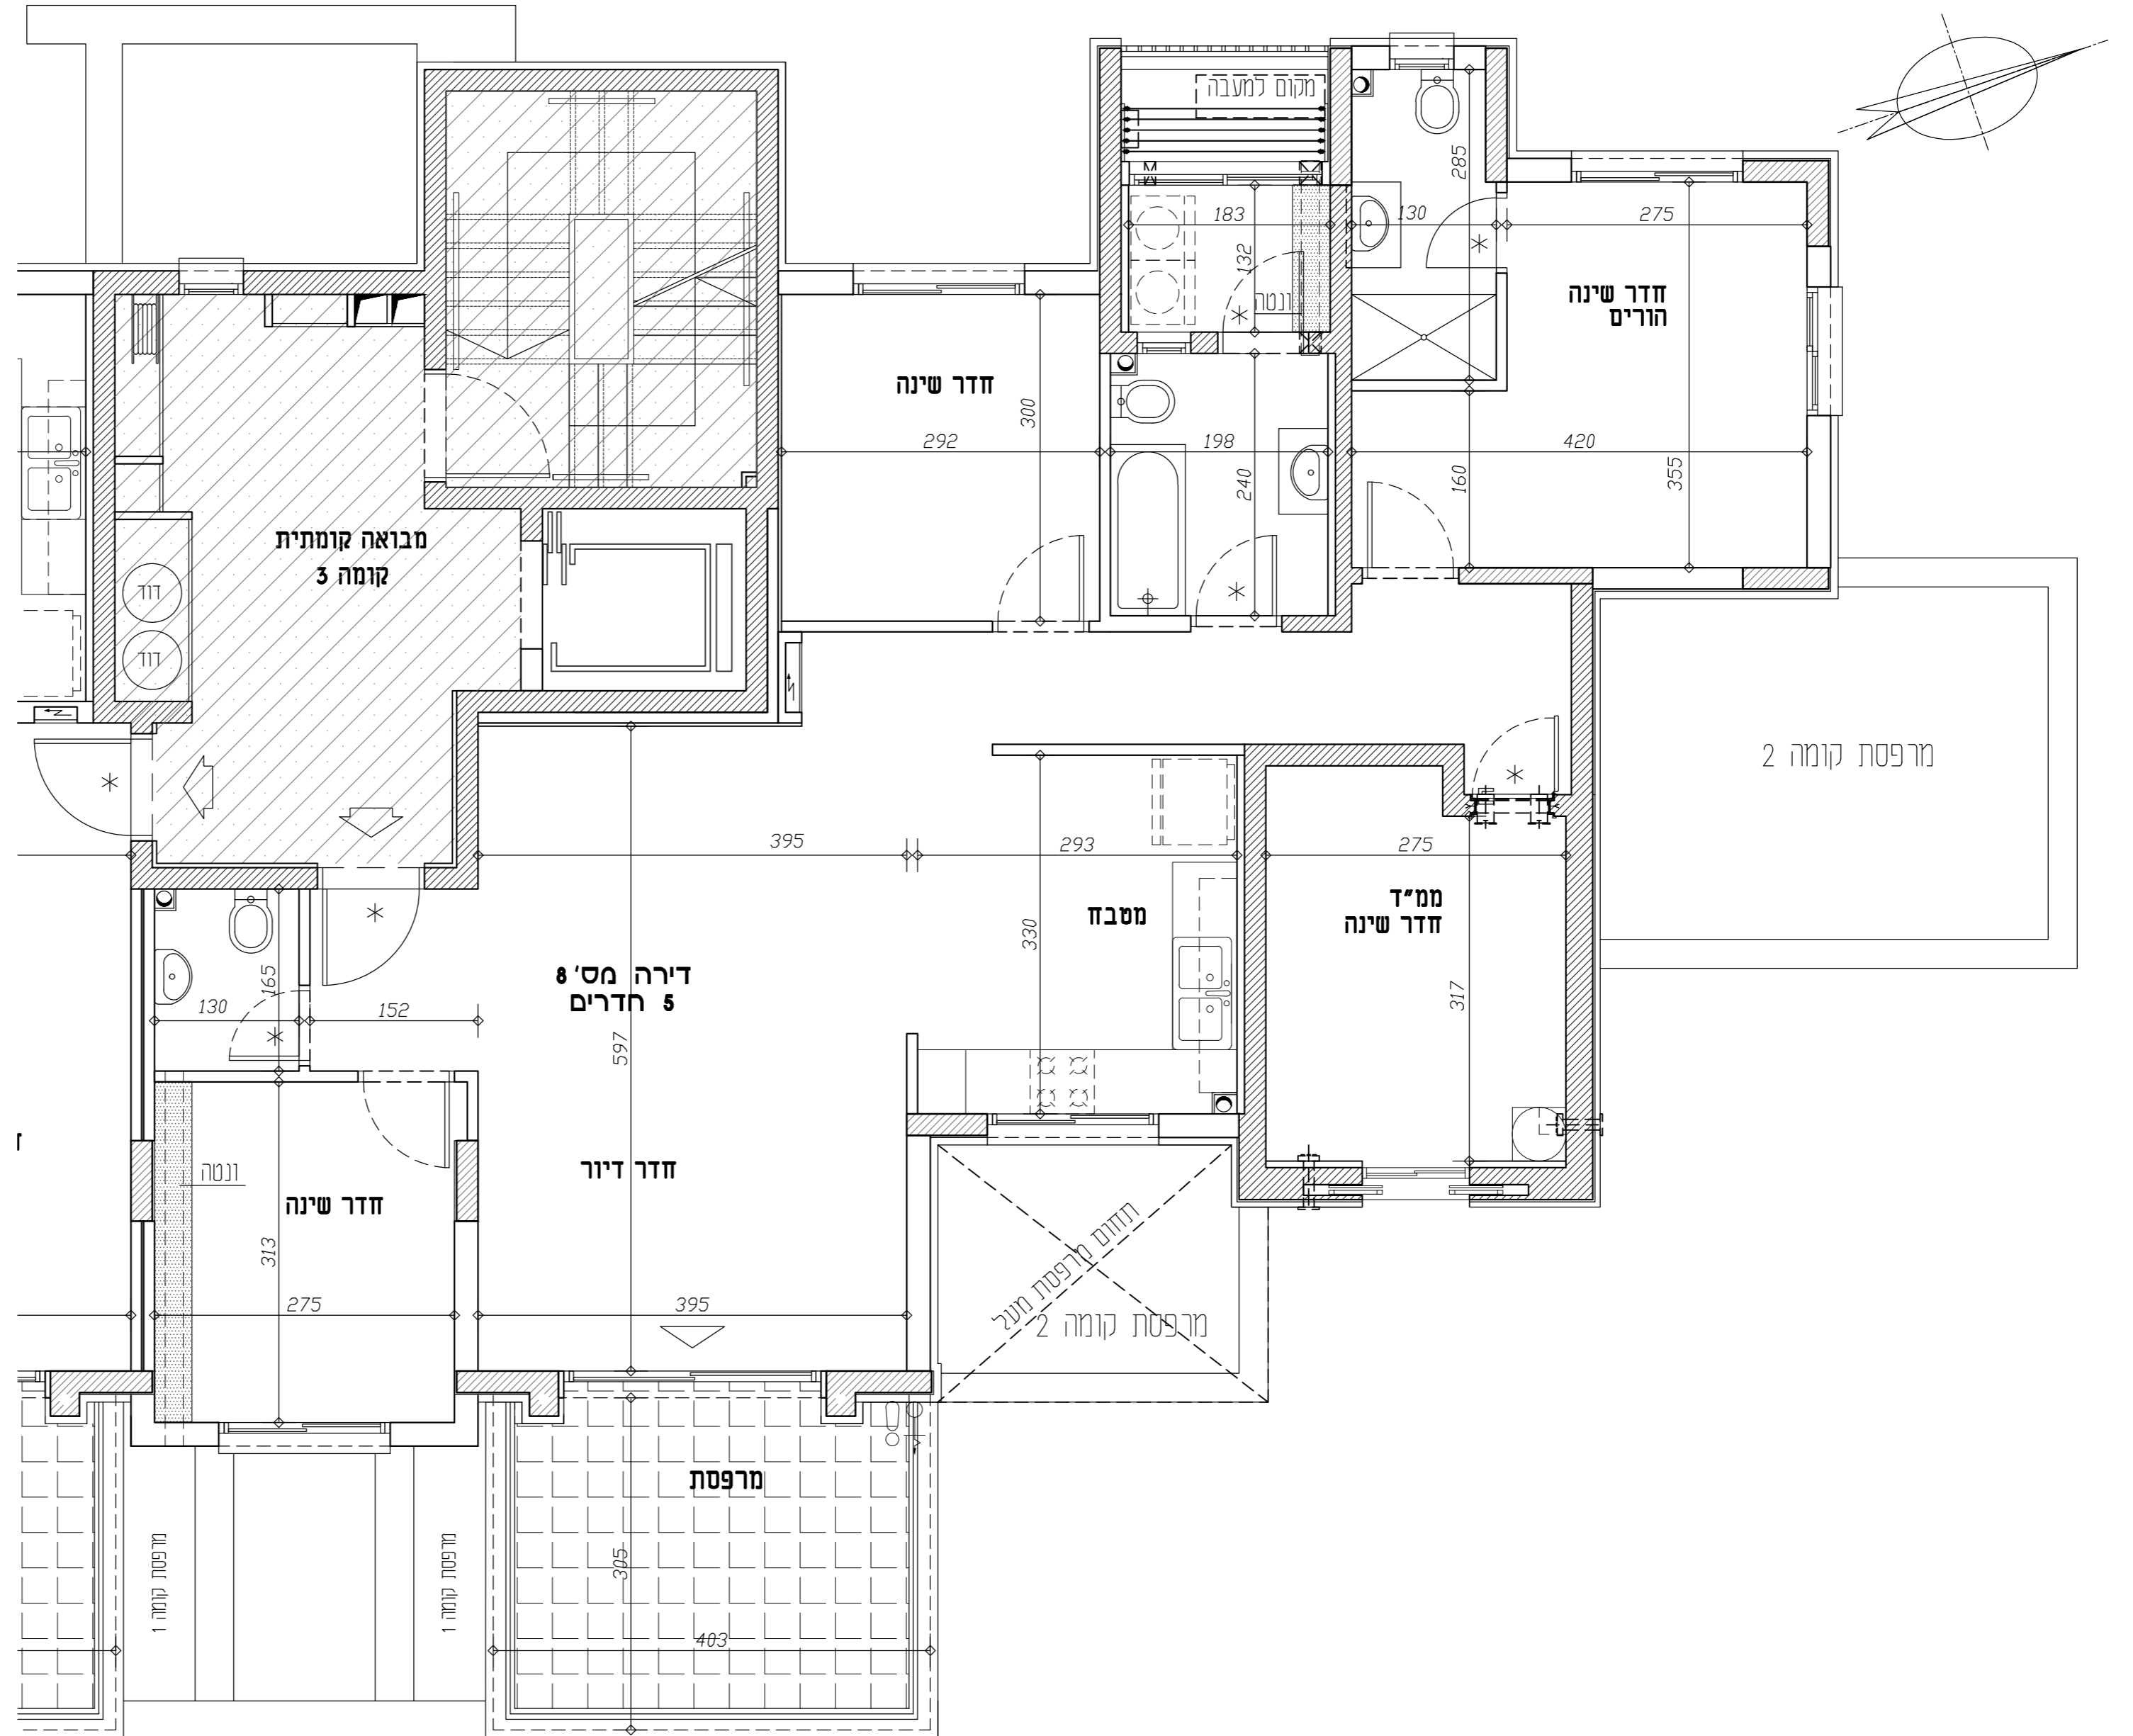 מקום למעבה
285
183
130
275
132
ונטה
חדר שינה
הורים
חדר שינה
300
292
198
240
420
160
355
מבואה קומתית
קומה 3
דוד
דוד
מרפסת קומה 2
395
293
275
ממ״ד
חדר שינה
מטבח
330
317
165
130
152
דירה מס' 8
5 חדרים
597
ונטה
חדר שינה
313
275
חדר דיור
395
תחום מרפסת מעל
מרפסת קומה 2
מרפסת
305
403
מרפסת קומה 1
מרפסת קומה 1